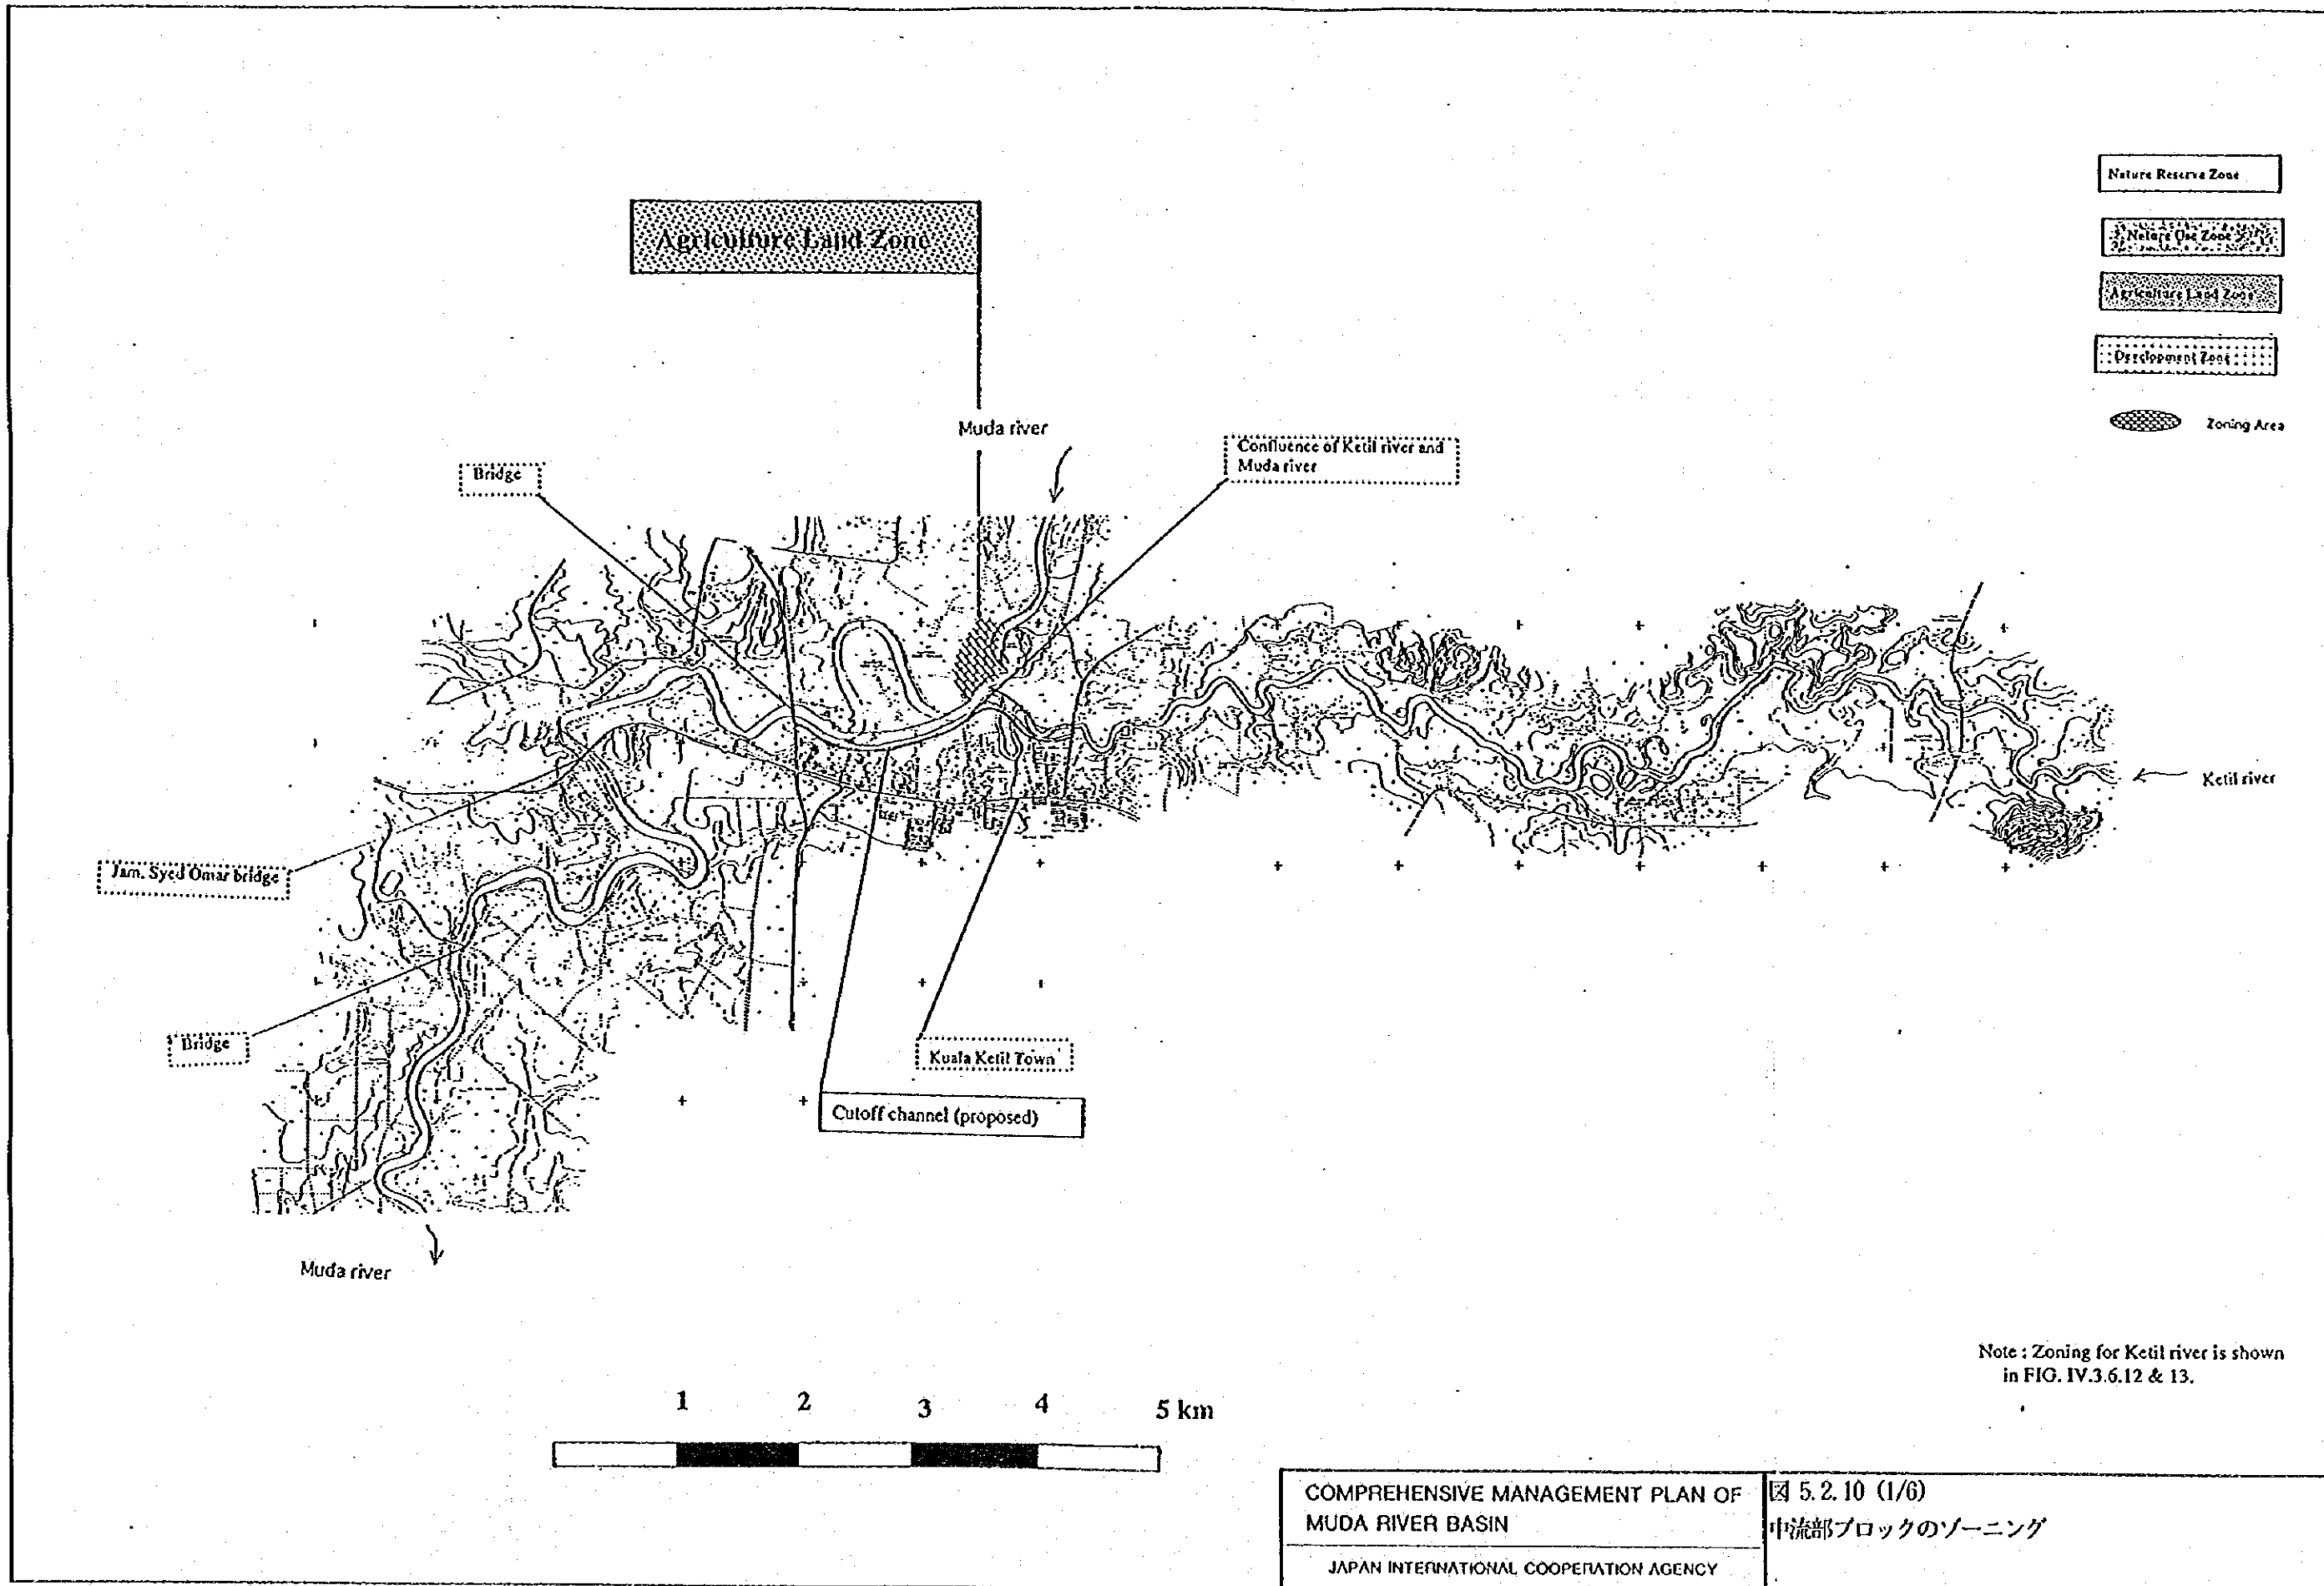 Nature Reserve Zone
Nature Use Zone
Agriculture Land Zone
Development Zone
Zoning Area
Agriculture Land Zone
Muda river
Bridge
Confluence of Ketil river and
Muda river
Ketil river
Jam. Syed Omar bridge
Bridge
Kuala Ketil Town
Cutoff channel (proposed)
Muda river
Note : Zoning for Ketil river is shown
in FIG. IV.3.6.12 & 13.
1 2 3 4 5 km
COMPREHENSIVE MANAGEMENT PLAN OF
MUDA RIVER BASIN
JAPAN INTERNATIONAL COOPERATION AGENCY
図 5.2.10 (1/6)
中流部ブロックのゾーニング